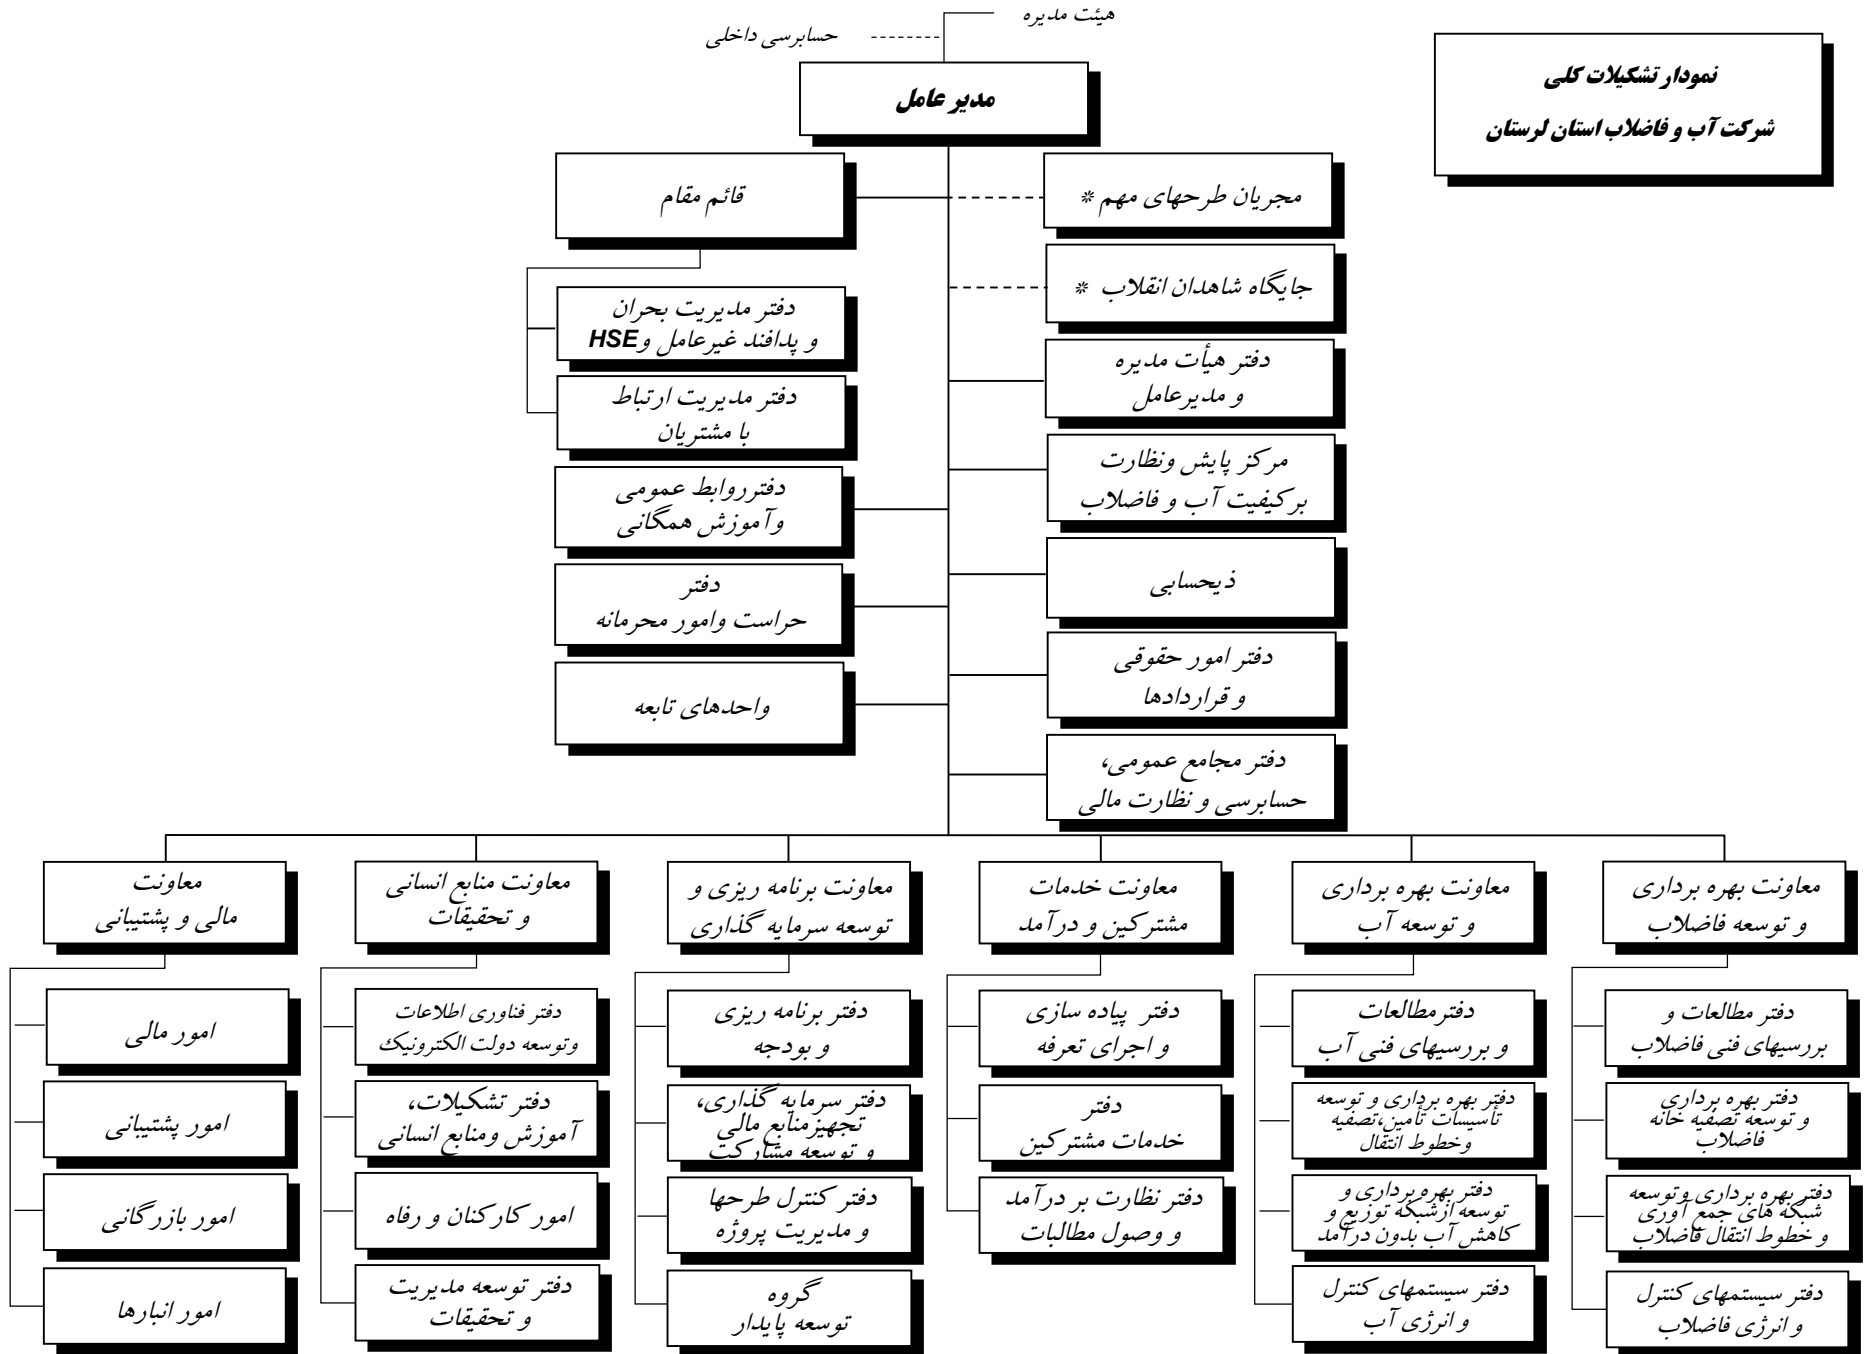 هیئت مدیره
حسابرسی داخلی
نمودار تشکیلات کلی
شرکت آب و فاضلاب استان لرستان
مدیر عامل
مجریان طرحهای مهم *
قائم مقام
جایگاه شاهدان انقلاب *
دفتر مدیریت بحران
و پدافند غیرعامل وHSE
دفتر هیأت مدیره
و مدیرعامل
دفتر مدیریت ارتباط
با مشتریان
مرکز پایش ونظارت
برکیفیت آب و فاضلاب
دفترروابط عمومی
وآموزش همگانی
ذیحسابی
دفتر
حراست وامور محرمانه
دفتر امور حقوقی
و قراردادها
واحدهای تابعه
دفتر مجامع عمومی،
حسابرسی و نظارت مالی
معاونت بهره برداری
و توسعه فاضلاب
معاونت بهره برداری
و توسعه آب
معاونت خدمات
مشترکین و درآمد
معاونت برنامه ریزی و
توسعه سرمایه گذاری
معاونت منابع انسانی
و تحقیقات
معاونت
مالی و پشتیبانی
دفتر مطالعات و
بررسیهای فنی فاضلاب
دفتر بهره برداری
و توسعه تصفیه خانه
فاضلاب
دفتر بهره برداری وتوسعه
شبکه های جمع آوری
و خطوط انتقال فاضلاب
دفتر سیستمهای کنترل
و انرژی فاضلاب
دفترمطالعات
و بررسیهای فنی آب
دفتر بهره برداری و توسعه
تأسیسات تأمین،تصفیه
وخطوط انتقال
دفتر بهره برداری و
توسعه ازشبکه توزیع و
کاهش آب بدون درآمد
دفتر سیستمهای کنترل
و انرژی آب
دفتر پیاده سازی
و اجرای تعرفه
دفتر
خدمات مشترکین
دفتر نظارت بر درآمد
و وصول مطالبات
دفتر برنامه ریزی
و بودجه
دفتر سرمایه گذاری،
تجهیزمنابع مالی
و توسعه مشارکت
دفتر کنترل طرحها
و مدیریت پروژه
گروه
توسعه پایدار
دفتر فناوری اطلاعات
وتوسعه دولت الکترونیک
دفتر تشکیلات،
آموزش ومنابع انسانی
امور کارکنان و رفاه
دفتر توسعه مدیریت
و تحقیقات
امور مالی
امور پشتیبانی
امور بازرگانی
امور انبارها